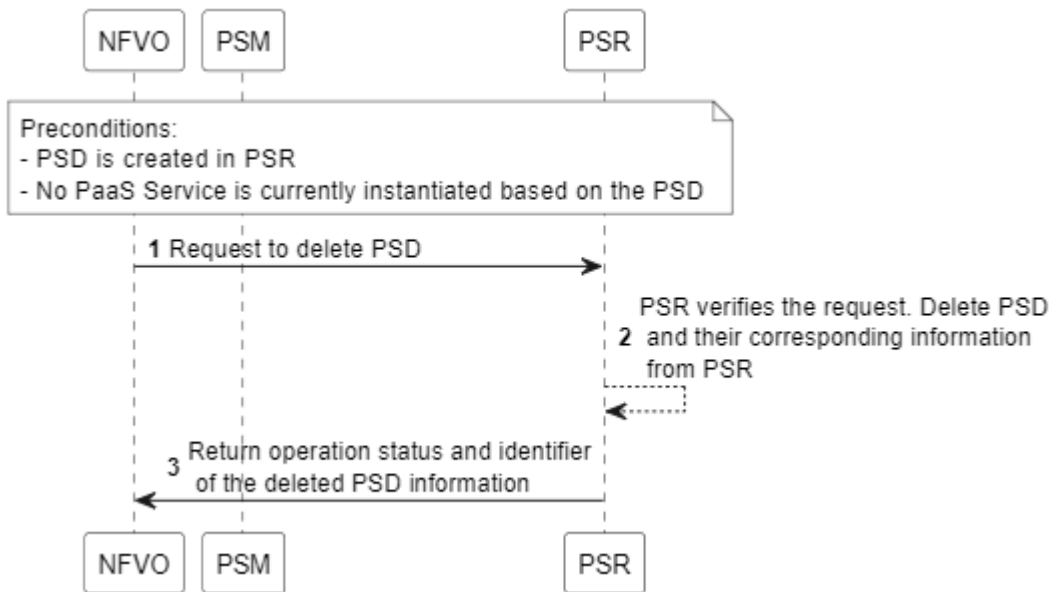 NFVO PSM PSR
Preconditions:
- PSD is created in PSR
- No PaaS Service is currently instantiated based on the PSD
1 Request to delete PSD
PSR verifies the request. Delete PSD
2 and their corresponding information
from PSR
Return operation status and identifier
3 of the deleted PSD information
NFVO PSM PSR